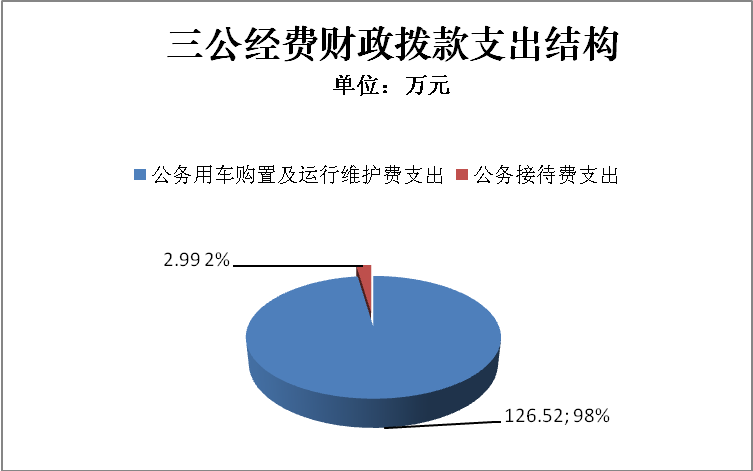 三公经费财政拨款支出结构
单位：万元
公务用车购置及运行维护费支出 公务接待费支出
2.99 2%
126.52; 98%